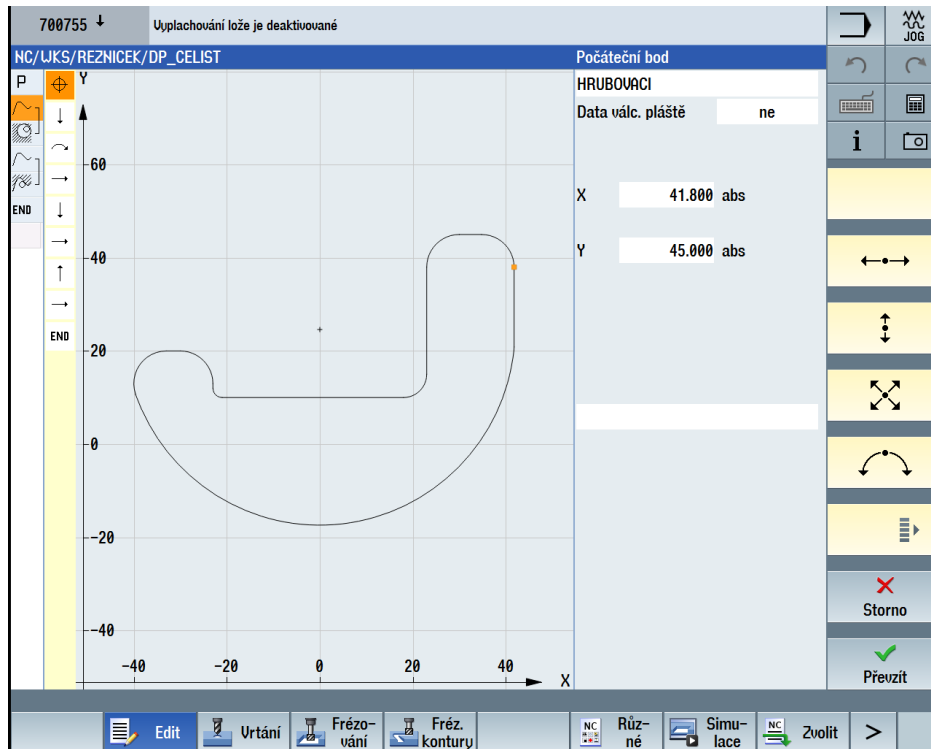 700755 Vyplachování lože je deaktivované
JOG
NC/WKS/REZNICEK/DP_CELIST
Počáteční bod
P
END
END
Y
60
40
20
0
-20
-40
-40 -20 0 20 40 X
HRUBOVACI
Data válc. pláště ne
X 41.800 abs
Y 45.000 abs
i
Storno
Převzít
Edit
Vrtání
Frézo-
vání
Fréz.
kontury
NC
Růz-
né
Simu-
lace
NC
Zvolit
>